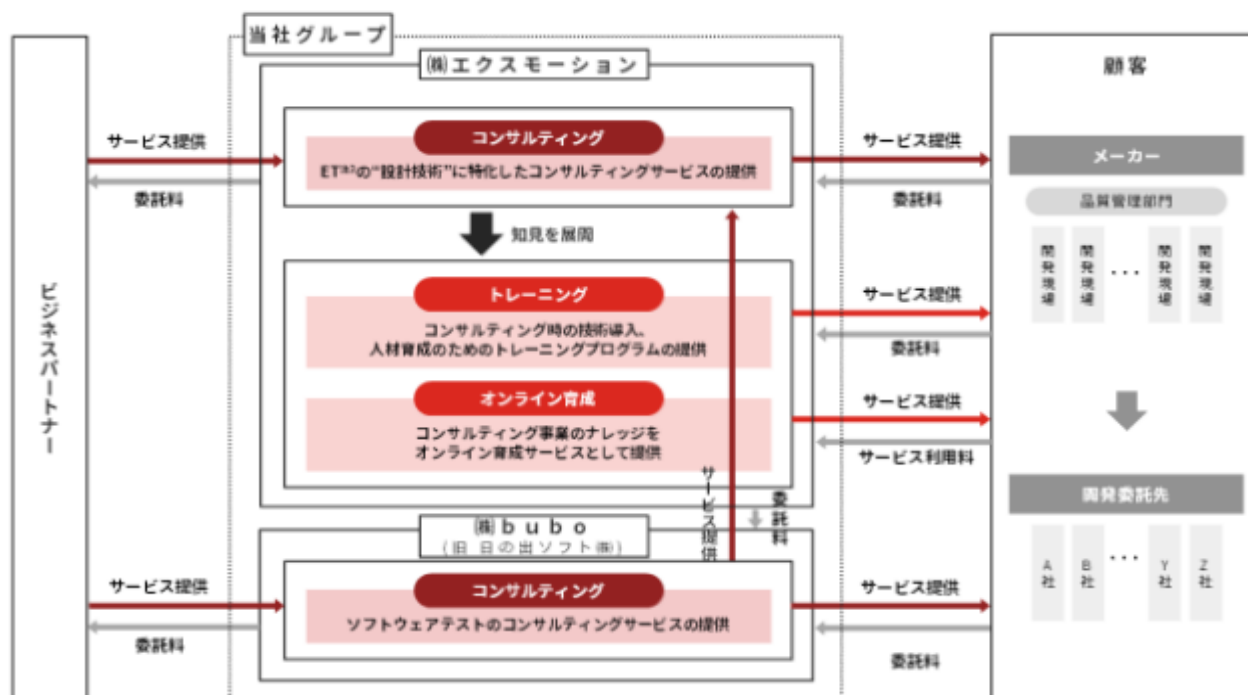 当社グループ
㈱エクスモーション
顧客
ビジネスパートナー
サービス提供
委託料
コンサルティング
の“設計技術”に特化したコンサルティングサービスの提供
サービス提供
委託料
知見を展開
トレーニング
コンサルティング時の技術導入、
人材育成のためのトレーニングプログラムの提供
サービス提供
委託料
オンライン育成
コンサルティング事業のナレッジを
オンライン育成サービスとして提供
サービス提供
サービス利用料
サービス提供
委託料
㈱bubo
(旧 日の出ソフト㈱)
サービス提供
委託料
コンサルティング
ソフトウェアテストのコンサルティングサービスの提供
サービス提供
委託料
メーカー
品質管理部門
開発現場
開発現場
・・・
開発現場
開発現場
開発委託先
A社
B社
・・・
Y社
Z社